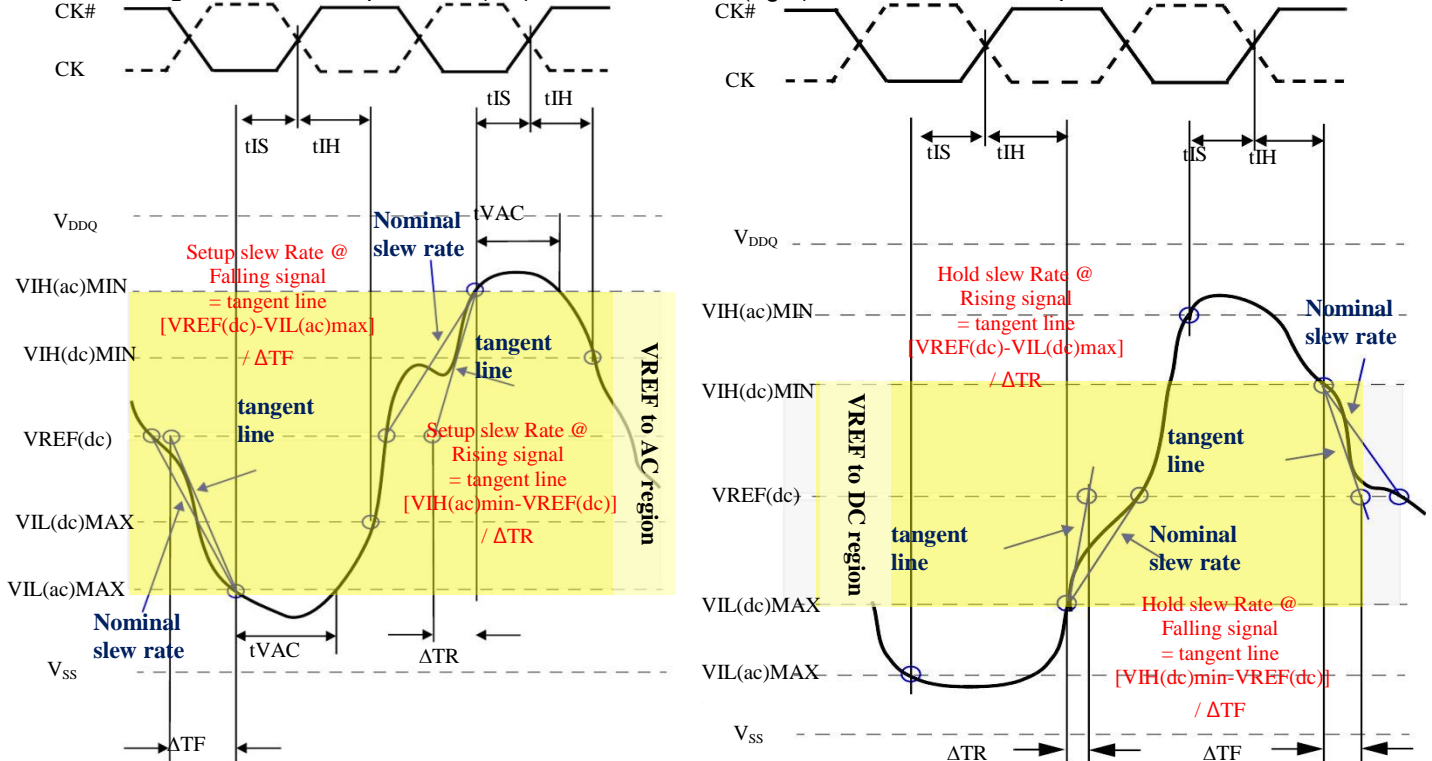 CK#
CK
tIS
tIH
tIS
tIH
VDDQ
tVAC
Nominal
slew rate
Setup slew Rate @
Falling signal
= tangent line
[VREF(dc)-VIL(ac)max]
/ ΔTF
VIH(ac)MIN
VIH(dc)MIN
tangent
line
tangent
line
VREF(dc)
Setup slew Rate @
Rising signal
= tangent line
[VIH(ac)min-VREF(dc)]
/ ΔTR
VREF to AC region
VIL(dc)MAX
VIL(ac)MAX
Nominal
slew rate
tVAC
ΔTR
VSS
ΔTF
CK#
CK
tIS
tIH
tIS
tIH
VDDQ
Hold slew Rate @
Rising signal
= tangent line
[VREF(dc)-VIL(dc)max]
/ ΔTR
VIH(ac)MIN
Nominal
slew rate
VIH(dc)MIN
tangent
line
VREF to DC region
VREF(dc)
tangent
line
Nominal
slew rate
VIL(dc)MAX
Hold slew Rate @
Falling signal
= tangent line
[VIH(dc)min-VREF(dc)]
/ ΔTF
VIL(ac)MAX
VSS
ΔTR
ΔTF